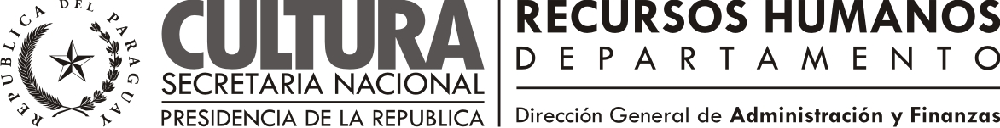 REPUBLICA DEL PARAGUAY
CULTURA
SECRETARIA NACIONAL
PRESIDENCIA DE LA REPUBLICA
RECURSOS HUMANOS
DEPARTAMENTO
Dirección General de Administración y Finanzas